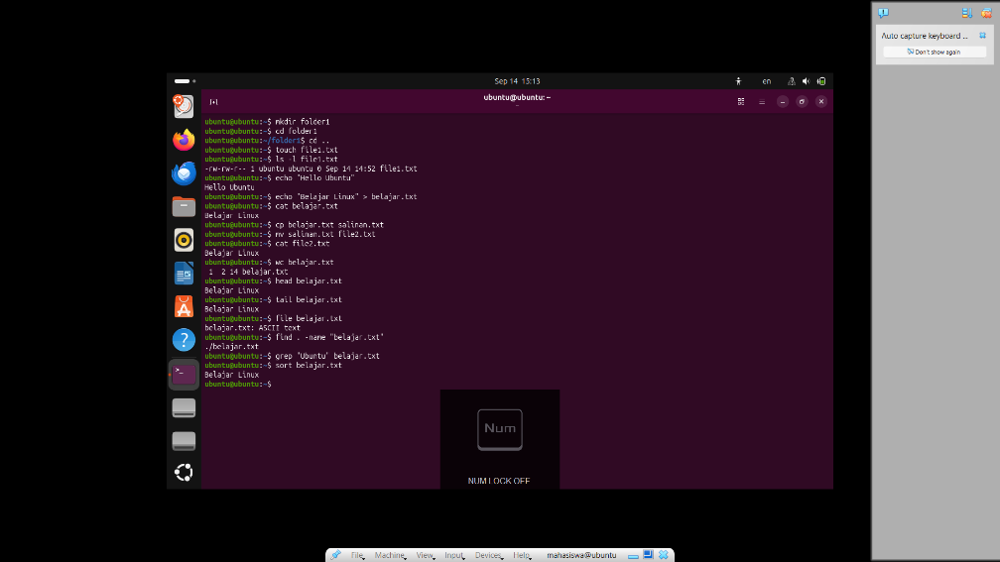 Sep 14 15:13
en
ubuntu@ubuntu: ~
ubuntu@ubuntu:~$ mkdir folder1
ubuntu@ubuntu:~$ cd folder1
ubuntu@ubuntu:~/folder1$ cd ..
ubuntu@ubuntu:~$ touch file1.txt
ubuntu@ubuntu:~$ ls -l file1.txt
-rw-rw-r-- 1 ubuntu ubuntu 0 Sep 14 14:52 file1.txt
ubuntu@ubuntu:~$ echo "Hello Ubuntu"
Hello Ubuntu
ubuntu@ubuntu:~$ echo "Belajar Linux" > belajar.txt
ubuntu@ubuntu:~$ cat belajar.txt
Belajar Linux
ubuntu@ubuntu:~$ cp belajar.txt salinan.txt
ubuntu@ubuntu:~$ mv salinan.txt file2.txt
ubuntu@ubuntu:~$ cat file2.txt
Belajar Linux
ubuntu@ubuntu:~$ wc belajar.txt
 1  2 14 belajar.txt
ubuntu@ubuntu:~$ head belajar.txt
Belajar Linux
ubuntu@ubuntu:~$ tail belajar.txt
Belajar Linux
ubuntu@ubuntu:~$ file belajar.txt
belajar.txt: ASCII text
ubuntu@ubuntu:~$ find . -name "belajar.txt"
./belajar.txt
ubuntu@ubuntu:~$ grep "Ubuntu" belajar.txt
ubuntu@ubuntu:~$ sort belajar.txt
Belajar Linux
ubuntu@ubuntu:~$
Num
NUM LOCK OFF
Auto capture keyboard ...
Don't show again
File Machine View Input Devices Help mahasiswa@ubuntu